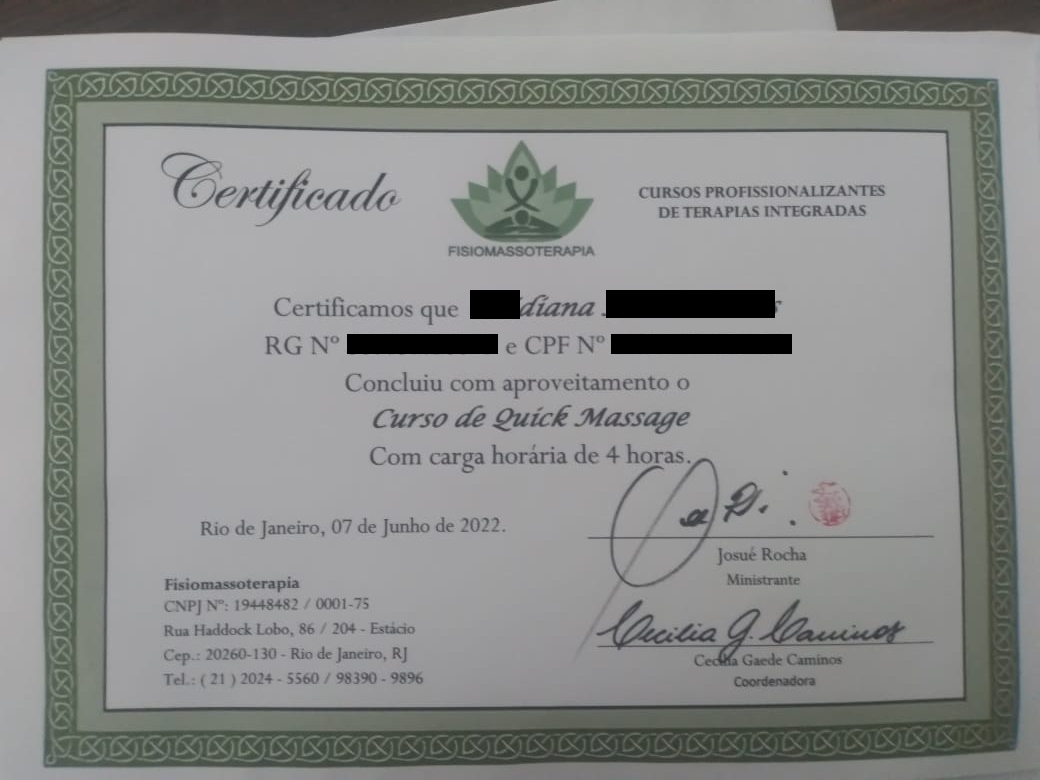 Certificado
FISIOMASSOTERAPIA
CURSOS PROFISSIONALIZANTES
DE TERAPIAS INTEGRADAS
Certificamos que diana
RG Nº e CPF Nº
Concluiu com aproveitamento o
Curso de Quick Massage
Com carga horária de 4 horas.
Rio de Janeiro, 07 de Junho de 2022.
Josué Rocha
Ministrante
Fisiomassoterapia
CNPJ Nº: 19448482 / 0001-75
Rua Haddock Lobo, 86 / 204 - Estácio
Cep.: 20260-130 - Rio de Janeiro, RJ
Tel.: ( 21 ) 2024 - 5560 / 98390 - 9896
Cecilia G. Caminos
Cecilia Gaede Caminos
Coordenadora